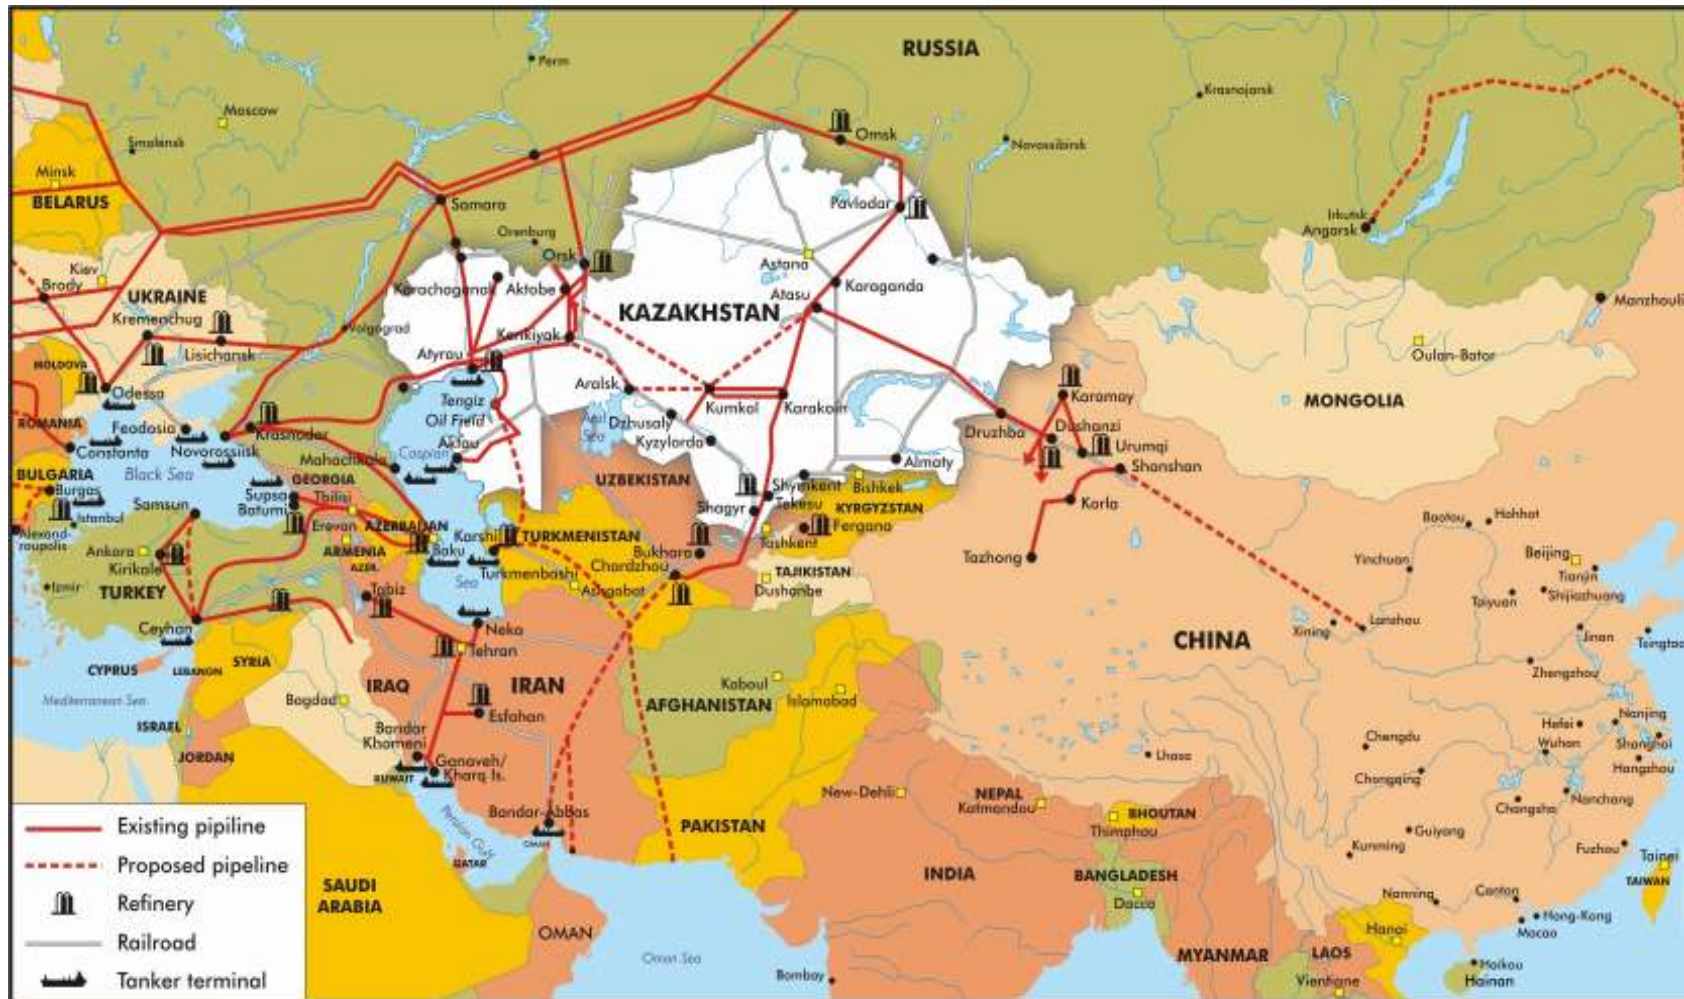 RUSSIA
Perm
Krasnojarsk
Moscow
Omsk
Smolensk
Novossibirsk
Minsk
BELARUS
Samara
Pavlodar
Irkutsk
Angarsk
Orenburg
Orsk
Astana
Kiev
Brody
UKRAINE
Karachoganak
Aktobe
Karaganda
Atasu
KAZAKHSTAN
Manzhouli
Kremenchug
Volgograd
Kenkiyak
Lisichansk
Atyrau
Oulan-Bator
MOLDOVA
Aralsk
Karamay
MONGOLIA
Odessa
Tengiz
Oil Field
Kumkol
Karakoin
ROMANIA
Feodosia
Krasnodar
Dzhusaly
Aral
Sea
Druzhba
Dushanzi
Constanta
Novorossiisk
Aktau
Kyzylorda
Urumqi
Mahachkala
Caspian
Almaty
Shanshan
BULGARIA
Black Sea
GEORGIA
UZBEKISTAN
Shymkent
Bishkek
Burgas
Supsa
Tbilisi
Tekesu
Korla
Istanbul
Samsun
Batumi
Shagyr
KYRGYZSTAN
Alexand-
roupolis
Erevan
AZERBAIJAN
Karshi
TURKMENISTAN
Fergana
Baotou
Hohhot
Ankara
ARMENIA
Baku
Tashkent
Bukhara
Tazhong
Beijing
Kirikale
AZER.
Chardzhou
TAJIKISTAN
Yinchuan
Tianjin
Izmir
Sea
Turkmenbashi
Ashgabat
Dushanbe
TURKEY
Tabiz
Taiyuan
Shijiazhuang
Ceyhan
Neka
Xining
Lanshou
Jinan
Tsingtao
CYPRUS
LEBANON
SYRIA
Tehran
CHINA
Zhengzhou
IRAQ
IRAN
Kaboul
Islamabad
Mediterranean Sea
Bagdad
Esfahan
AFGHANISTAN
Nanjing
ISRAEL
Bandar
Khomeni
Hefei
Wuhan
Shanghai
JORDAN
KUWAIT
Ganaveh/
Kharq Is.
Lhasa
Chengdu
Hangzhou
Chongqing
New-Dehli
NEPAL
Katmandou
Changsha
Nanchang
Bandar-Abbas
BHOUTAN
Existing pipiline
Persian Gulf
OMAN
PAKISTAN
Thimphou
Guiyang
Kunming
Fuzhou
Taipei
Proposed pipeline
QATAR
INDIA
BANGLADESH
TAIWAN
SAUDI
ARABIA
Dacca
Nanning
Canton
Refinery
Hong-Kong
Macao
OMAN
Hanoi
Railroad
Oman Sea
MYANMAR
LAOS
Bombay
Haikou
Hainan
Tanker terminal
Vientiane